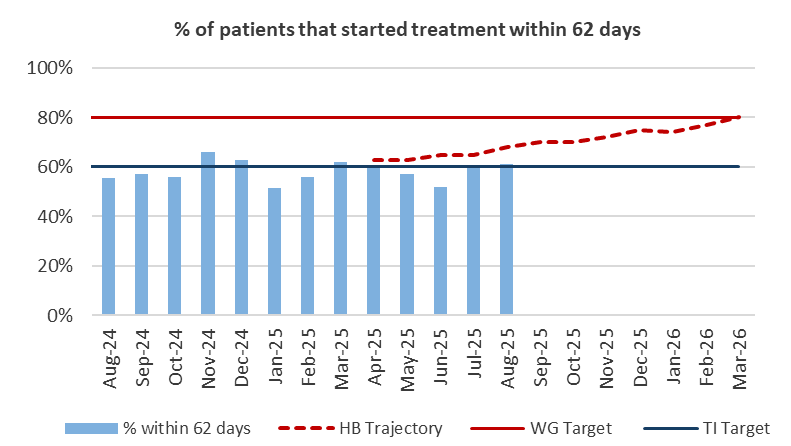 % of patients that started treatment within 62 days
100%
80%
60%
40%
20%
0%
Aug-24
Sep-24
Oct-24
Nov-24
Dec-24
Jan-25
Feb-25
Mar-25
Apr-25
May-25
Jun-25
Jul-25
Aug-25
Sep-25
Oct-25
Nov-25
Dec-25
Jan-26
Feb-26
Mar-26
% within 62 days HB Trajectory WG Target TI Target